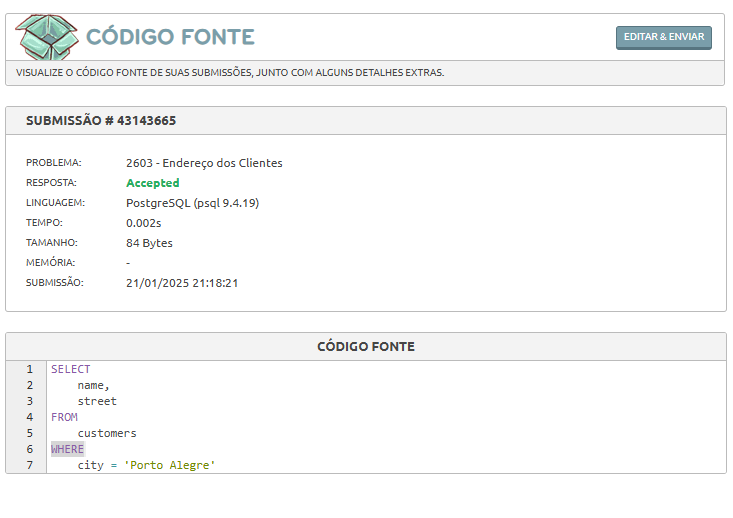 CÓDIGO FONTE
EDITAR & ENVIAR
VISUALIZE O CÓDIGO FONTE DE SUAS SUBMISSÕES, JUNTO COM ALGUNS DETALHES EXTRAS.
SUBMISSÃO # 43143665
PROBLEMA: 2603 - Endereço dos Clientes
RESPOSTA: Accepted
LINGUAGEM: PostgreSQL (psql 9.4.19)
TEMPO: 0.002s
TAMANHO: 84 Bytes
MEMÓRIA: -
SUBMISSÃO: 21/01/2025 21:18:21
CÓDIGO FONTE
1 SELECT
2 name,
3 street
4 FROM
5 customers
6 WHERE
7 city = 'Porto Alegre'